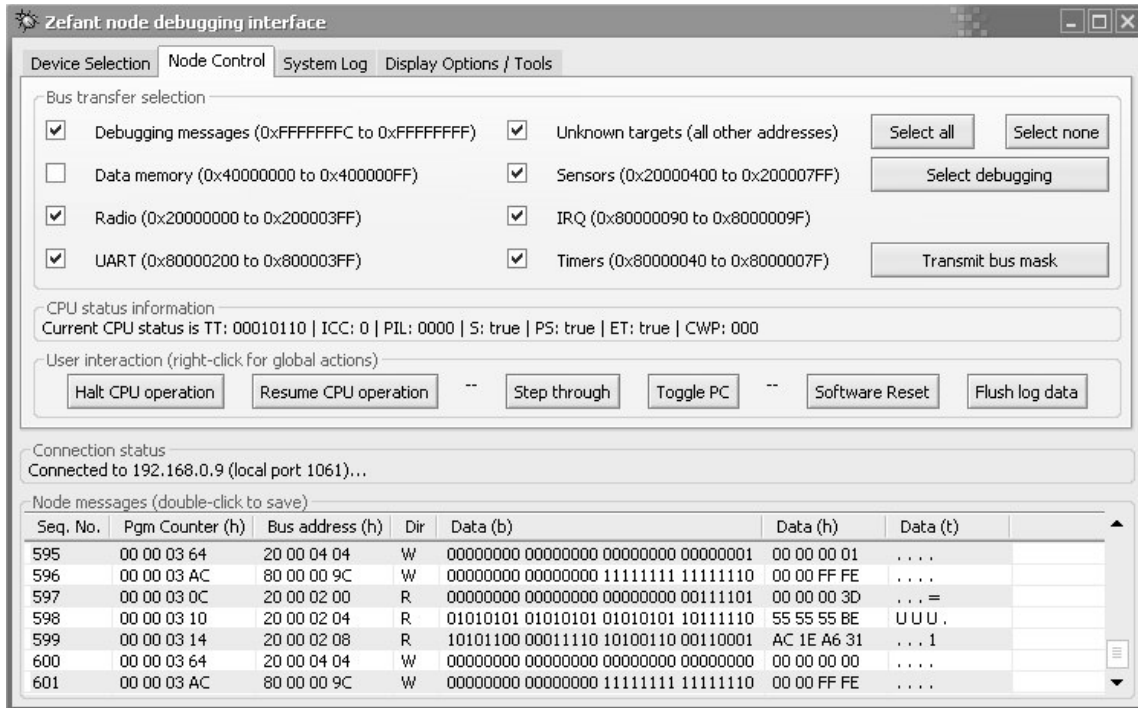 Zefant node debugging interface
Device Selection Node Control System Log Display Options / Tools
Bus transfer selection
Debugging messages (0xFFFFFFFC to 0xFFFFFFFF) Unknown targets (all other addresses) Select all Select none
Data memory (0x40000000 to 0x400000FF) Sensors (0x20000400 to 0x200007FF) Select debugging
Radio (0x20000000 to 0x200003FF) IRQ (0x80000090 to 0x8000009F)
UART (0x80000200 to 0x800003FF) Timers (0x80000040 to 0x8000007F) Transmit bus mask
CPU status information
Current CPU status is TT: 00010110 | ICC: 0 | PIL: 0000 | S: true | PS: true | ET: true | CWP: 000
User interaction (right-click for global actions)
Halt CPU operation Resume CPU operation -- Step through Toggle PC -- Software Reset Flush log data
Connection status
Connected to 192.168.0.9 (local port 1061)...
Node messages (double-click to save)
Seq. No. Pgm Counter (h) Bus address (h) Dir Data (b) Data (h) Data (t)
595 00 00 03 64 20 00 04 04 W 00000000 00000000 00000000 00000001 00 00 00 01 . . . .
596 00 00 03 AC 80 00 00 9C W 00000000 00000000 11111111 11111110 00 00 FF FE . . . .
597 00 00 03 0C 20 00 02 00 R 00000000 00000000 00000000 00111101 00 00 00 3D . . . =
598 00 00 03 10 20 00 02 04 R 01010101 01010101 01010101 10111110 55 55 55 BE U U U .
599 00 00 03 14 20 00 02 08 R 10101100 00011110 10100110 00110001 AC 1E A6 31 . . . 1
600 00 00 03 64 20 00 04 04 W 00000000 00000000 00000000 00000000 00 00 00 00 . . . .
601 00 00 03 AC 80 00 00 9C W 00000000 00000000 11111111 11111110 00 00 FF FE . . . .